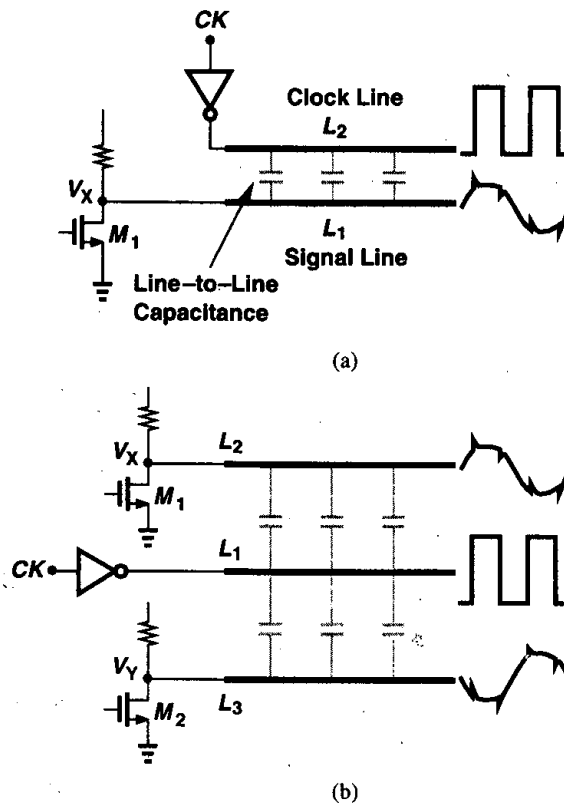 CK
Clock Line
L2
VX
M1
L1
Signal Line
Line-to-Line
Capacitance
(a)
VX
L2
M1
CK
L1
VY
L3
M2
(b)